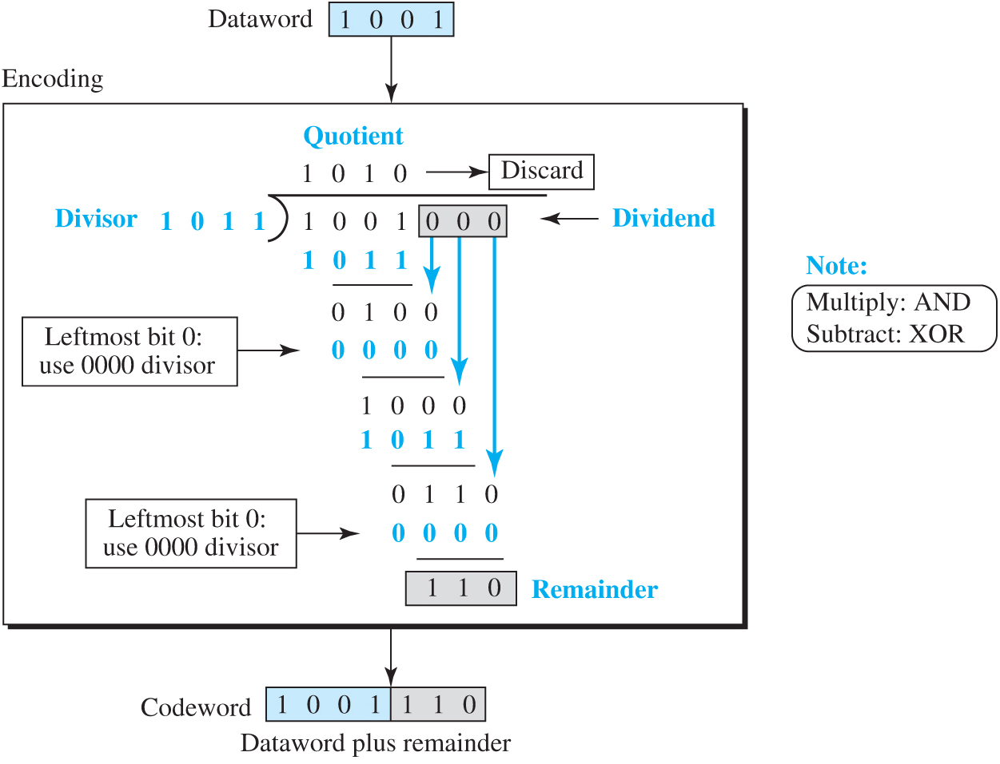 Dataword 1 0 0 1
Encoding
Quotient
1 0 1 0 Discard
Divisor 1 0 1 1 1 0 0 1 0 0 0 Dividend
1 0 1 1
0 1 0 0
Leftmost bit 0:
use 0000 divisor
0 0 0 0
1 0 0 0
1 0 1 1
0 1 1 0
Leftmost bit 0:
use 0000 divisor
0 0 0 0
1 1 0 Remainder
Note:
Multiply: AND
Subtract: XOR
Codeword 1 0 0 1 1 1 0
Dataword plus remainder